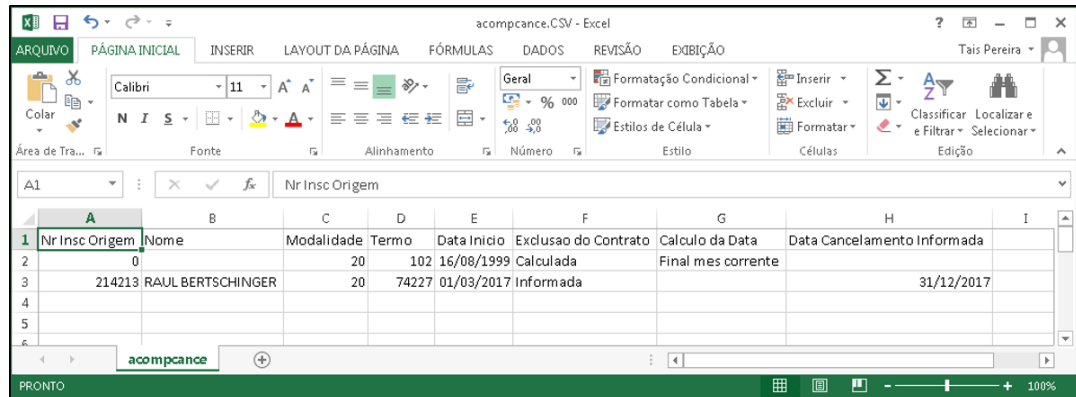 acompcance.CSV - Excel
ARQUIVO PÁGINA INICIAL INSERIR LAYOUT DA PÁGINA FÓRMULAS DADOS REVISÃO EXIBIÇÃO Tais Pereira
Colar
Calibri 11 A A
N I S A
Geral
% 000
Formatação Condicional
Formatar como Tabela
Estilos de Célula
Inserir
Excluir
Formatar
Classificar e Filtrar
Localizar e Selecionar
Área de Tra... Fonte Alinhamento Número Estilo Células Edição
A1 fx Nr Insc Origem
A B C D E F G H I
1 Nr Insc Origem Nome Modalidade Termo Data Inicio Exclusao do Contrato Calculo da Data Data Cancelamento Informada
2 0 20 102 16/08/1999 Calculada Final mes corrente
3 214213 RAUL BERTSCHINGER 20 74227 01/03/2017 Informada 31/12/2017
4
5
6
acompcance
PRONTO 100%